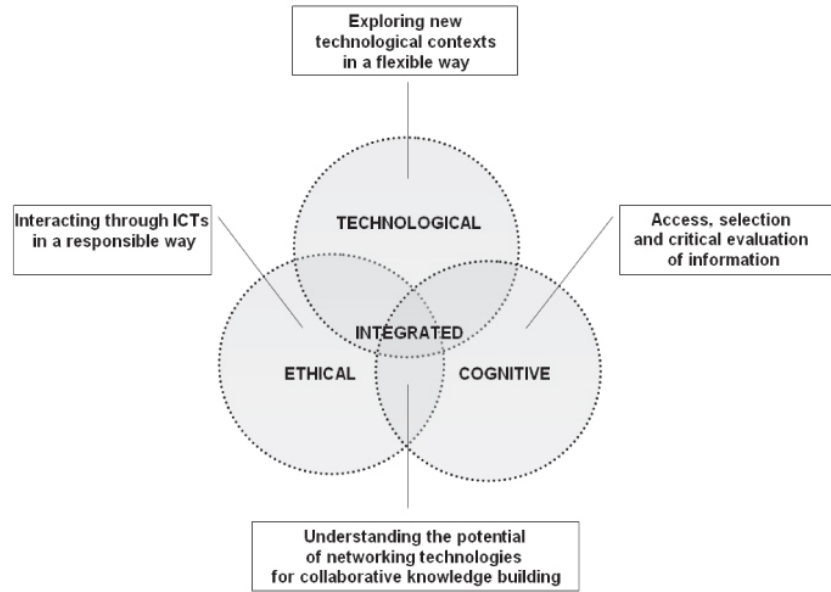 Exploring new
technological contexts
in a flexible way
TECHNOLOGICAL
Interacting through ICTs
in a responsible way
Access, selection
and critical evaluation
of information
INTEGRATED
ETHICAL
COGNITIVE
Understanding the potential
of networking technologies
for collaborative knowledge building